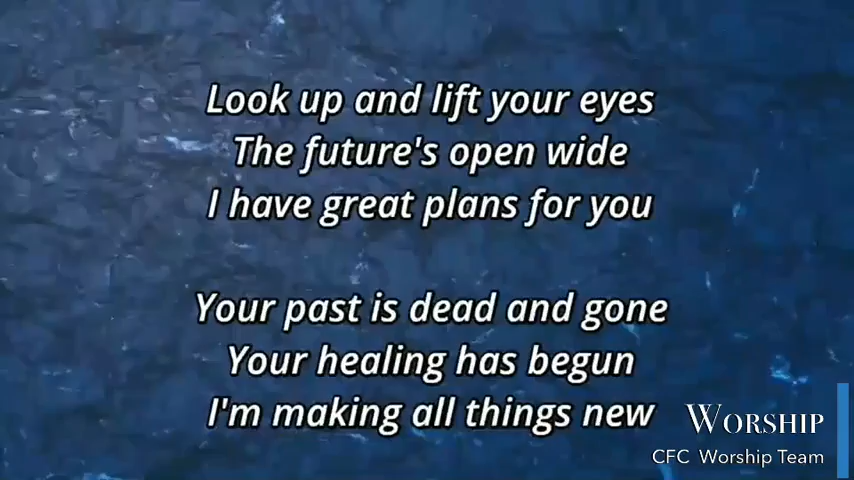 Look up and lift your eyes
The future's open wide
I have great plans for you
Your past is dead and gone
Your healing has begun
I'm making all things new
WORSHIP
CFC Worship Team